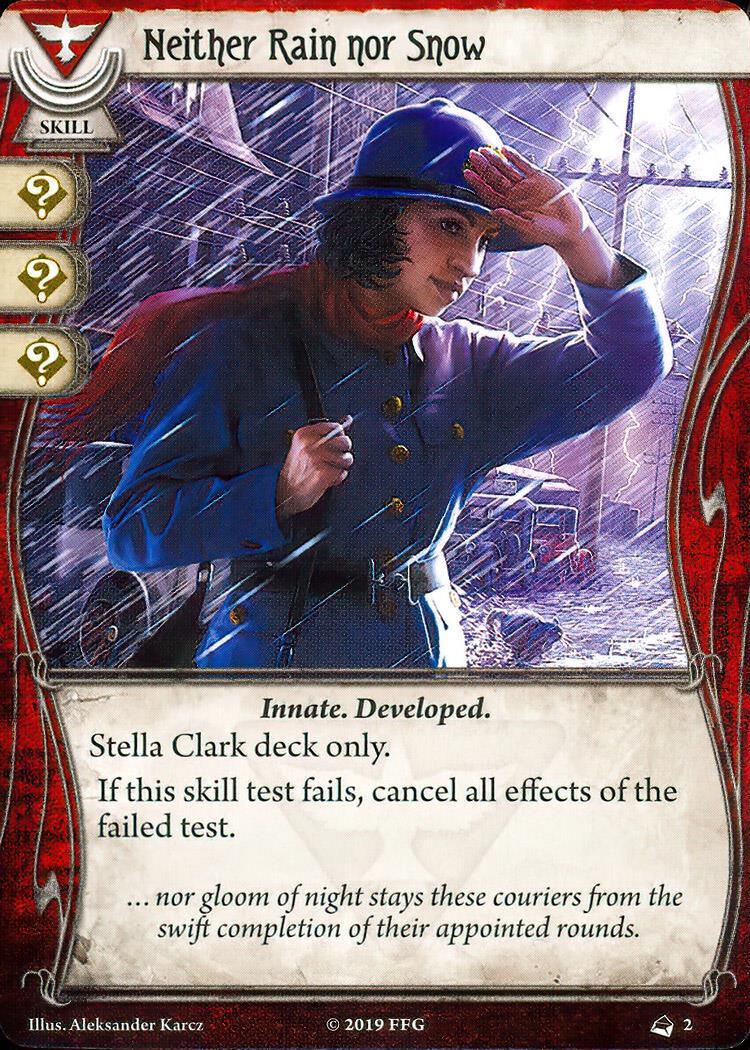 Neither Rain nor Snow
SKILL
?
?
?
Innate. Developed.
Stella Clark deck only.
If this skill test fails, cancel all effects of the
failed test.
… nor gloom of night stays these couriers from the
swift completion of their appointed rounds.
Illus. Aleksander Karcz
© 2019 FFG
2